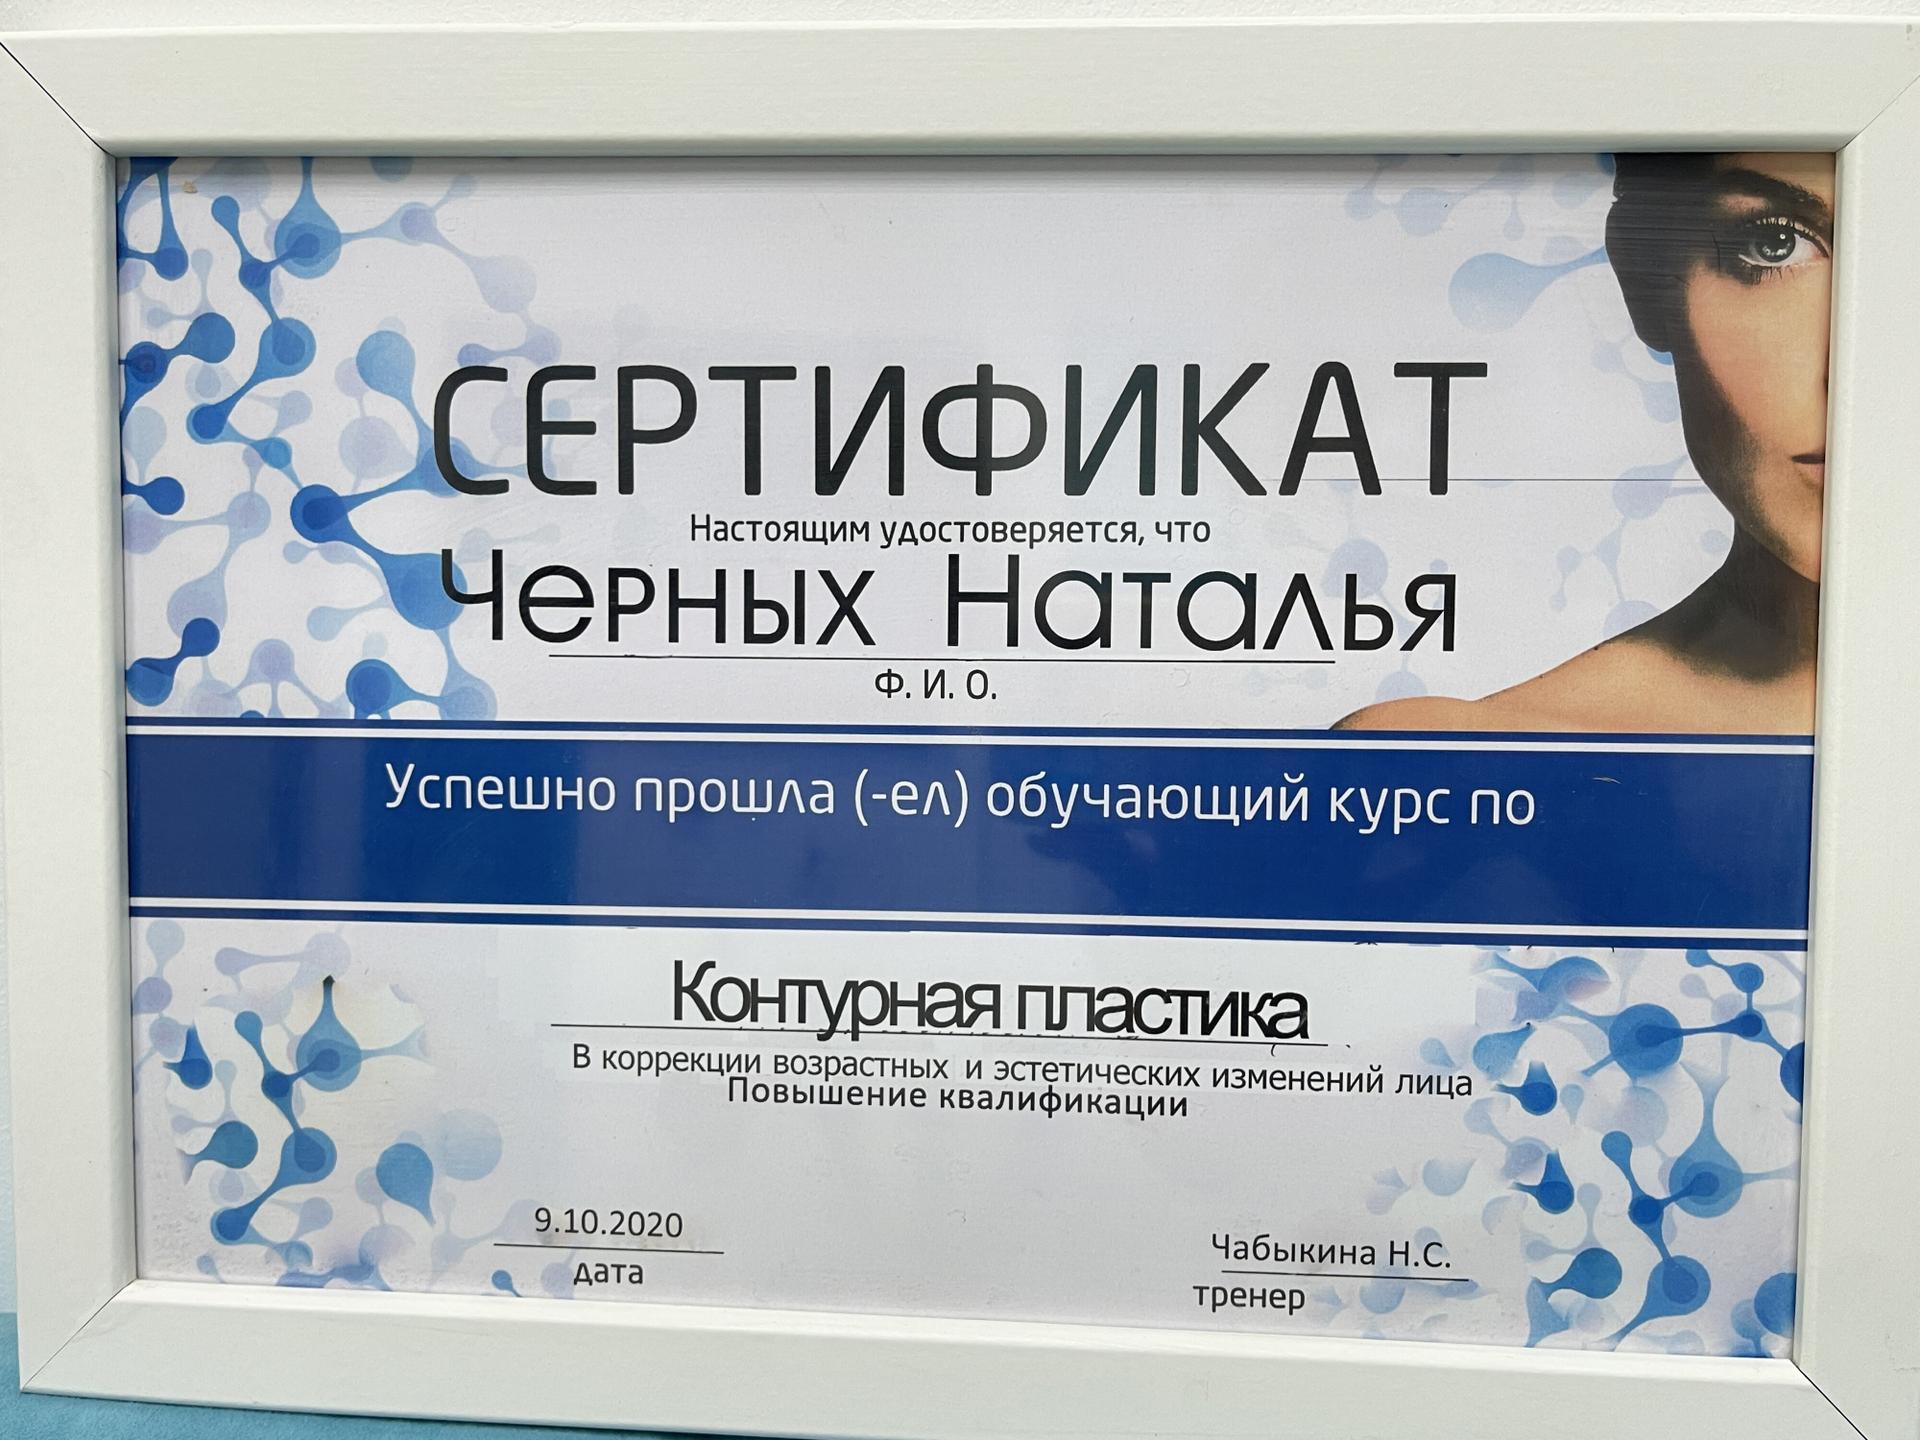 СЕРТИФИКАТ
Настоящим удостоверяется, что
Черных Наталья
Ф. И. О.
Успешно прошла (-ел) обучающий курс по
Контурная пластика
В коррекции возрастных и эстетических изменений лица
Повышение квалификации
9.10.2020
дата
Чабыкина Н.С.
тренер